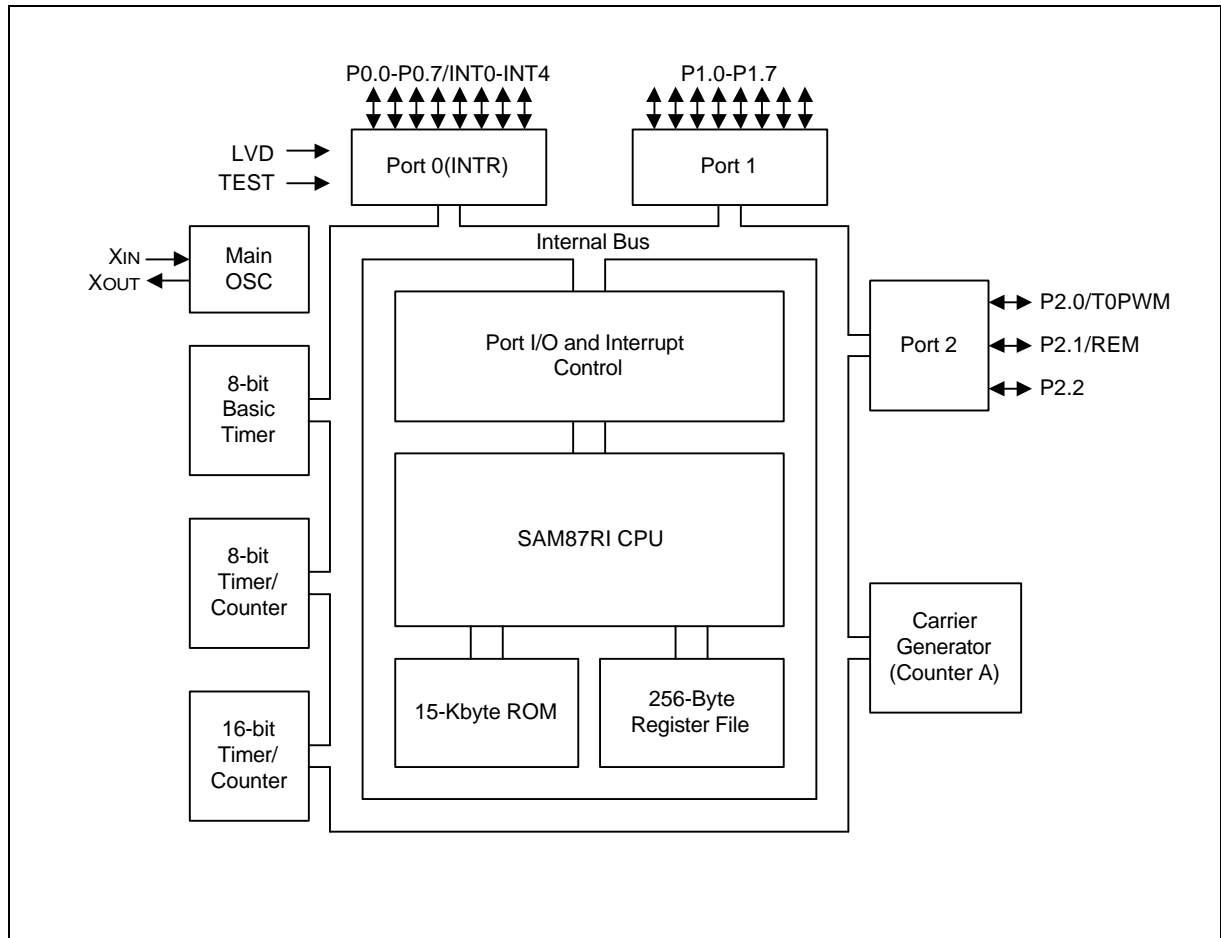 P0.0-P0.7/INT0-INT4
P1.0-P1.7
LVD
TEST
Port 0(INTR)
Port 1
Internal Bus
XIN
XOUT
Main
OSC
Port I/O and Interrupt
Control
Port 2
P2.0/T0PWM
P2.1/REM
P2.2
8-bit
Basic
Timer
SAM87RI CPU
8-bit
Timer/
Counter
Carrier
Generator
(Counter A)
15-Kbyte ROM
256-Byte
Register File
16-bit
Timer/
Counter